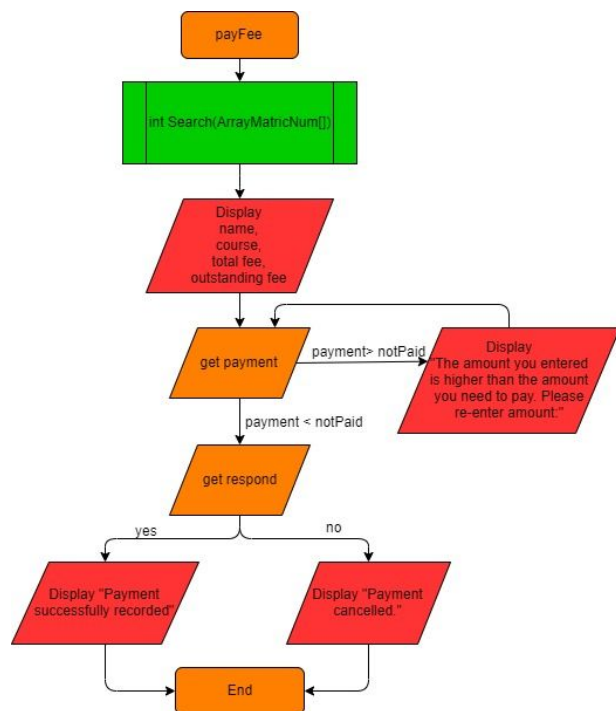 payFee
int Search(ArrayMatricNum[])
Display
name,
course,
total fee,
outstanding fee
get payment
payment> notPaid
Display
"The amount you entered
is higher than the amount
you need to pay. Please
re-enter amount:"
payment < notPaid
get respond
yes
no
Display "Payment
successfully recorded"
Display "Payment
cancelled."
End